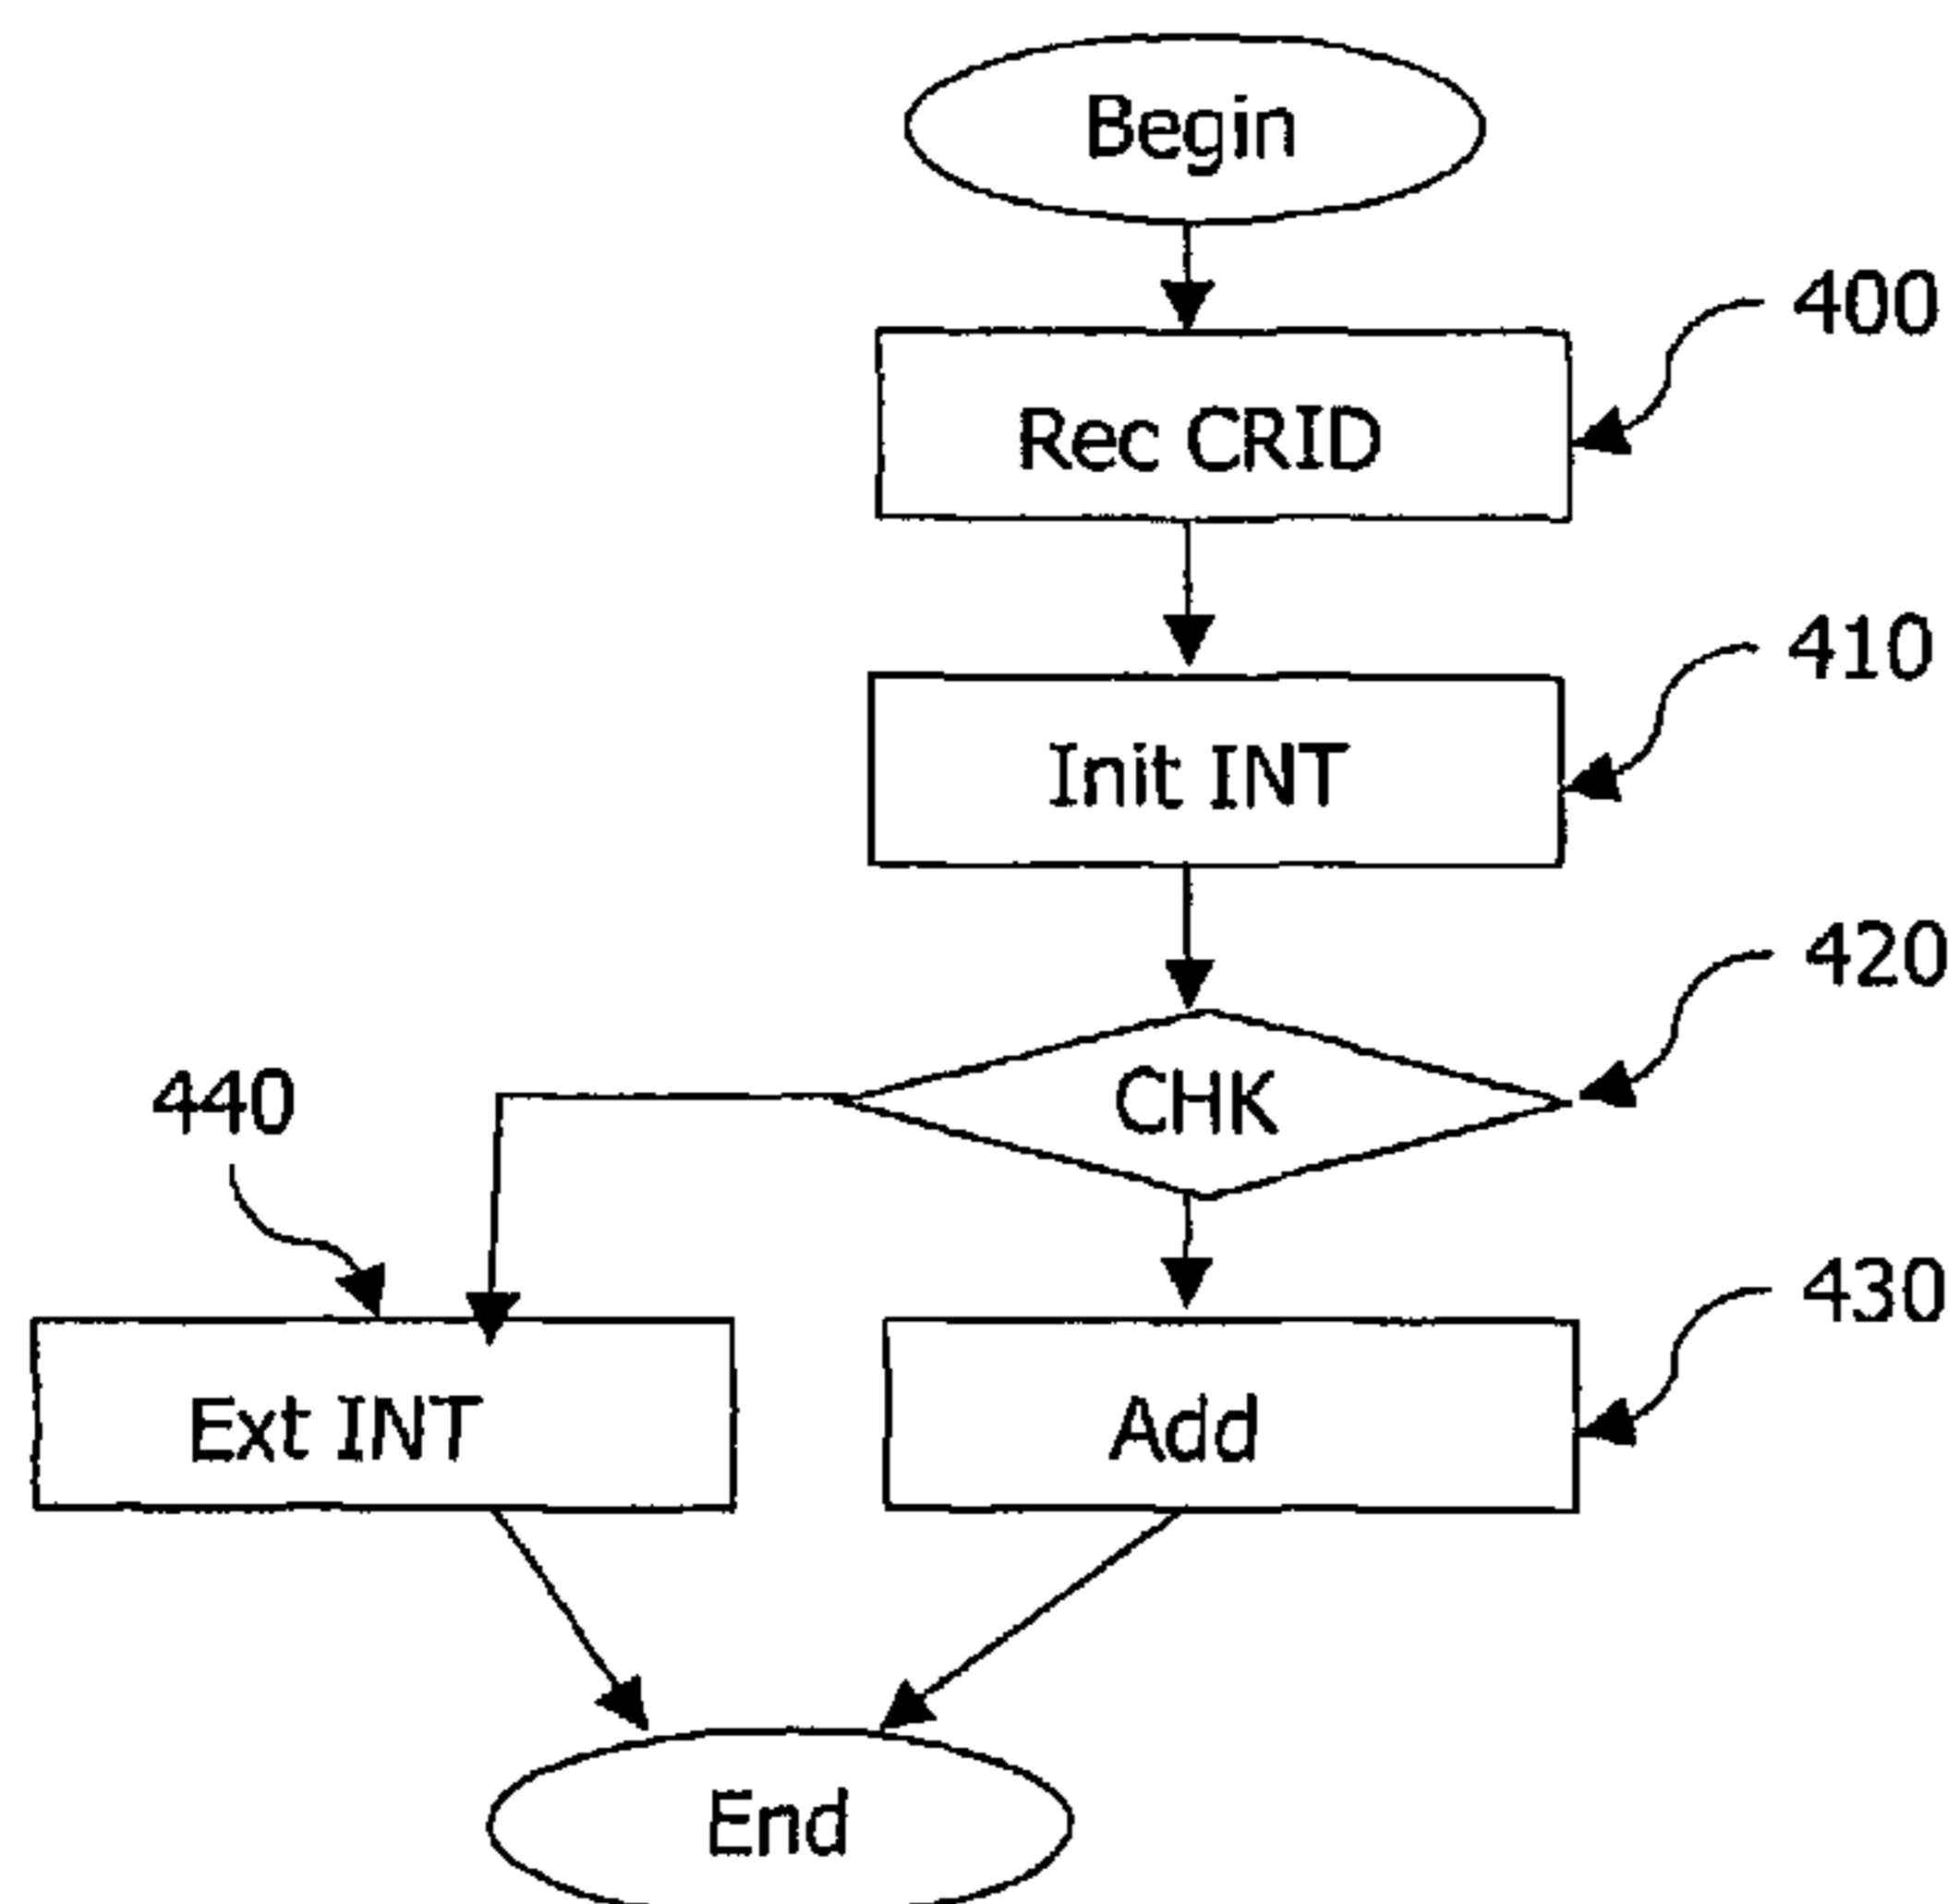 Begin
400
Rec CRID
410
Init INT
420
CHK
440
430
Ext INT
Add
End